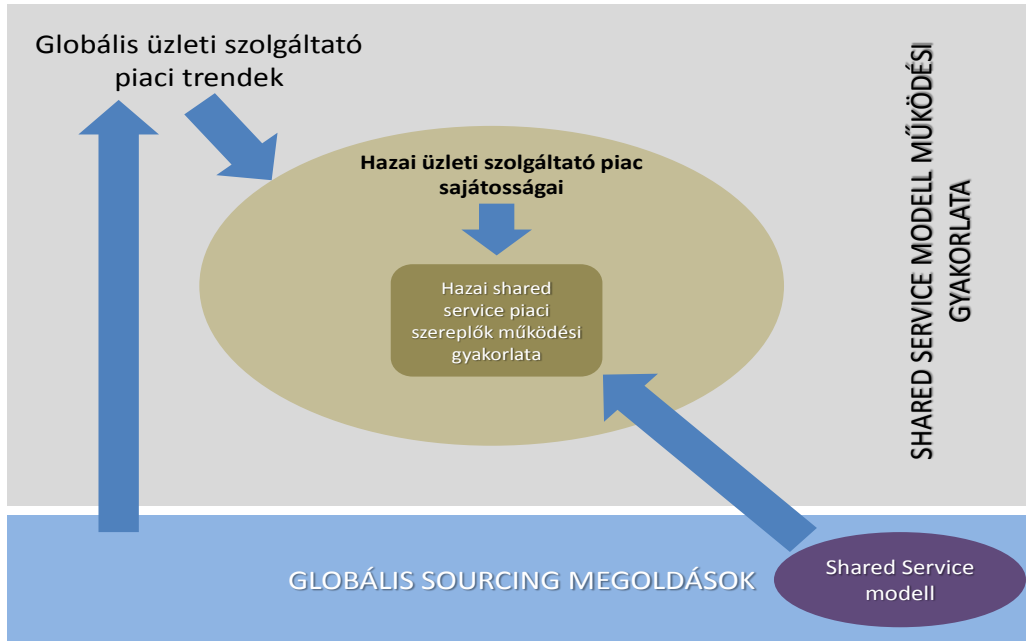 Globális üzleti szolgáltató
piaci trendek
Hazai üzleti szolgáltató piac
sajátosságai
Hazai shared
service piaci
szereplők működési
gyakorlata
SHARED SERVICE MODELL MŰKÖDÉSI
GYAKORLATA
GLOBÁLIS SOURCING MEGOLDÁSOK
Shared Service
modell